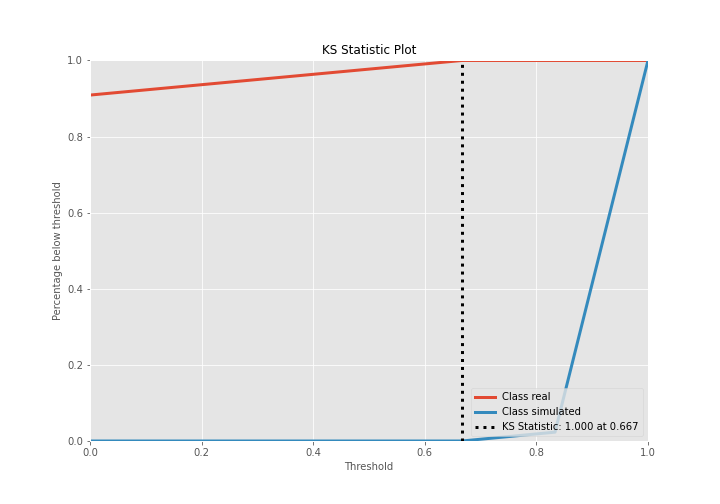 KS Statistic Plot
1.0
0.8
0.6
0.4
0.2
0.0
Percentage below threshold
0.0 0.2 0.4 0.6 0.8 1.0
Threshold
Class real
Class simulated
KS Statistic: 1.000 at 0.667